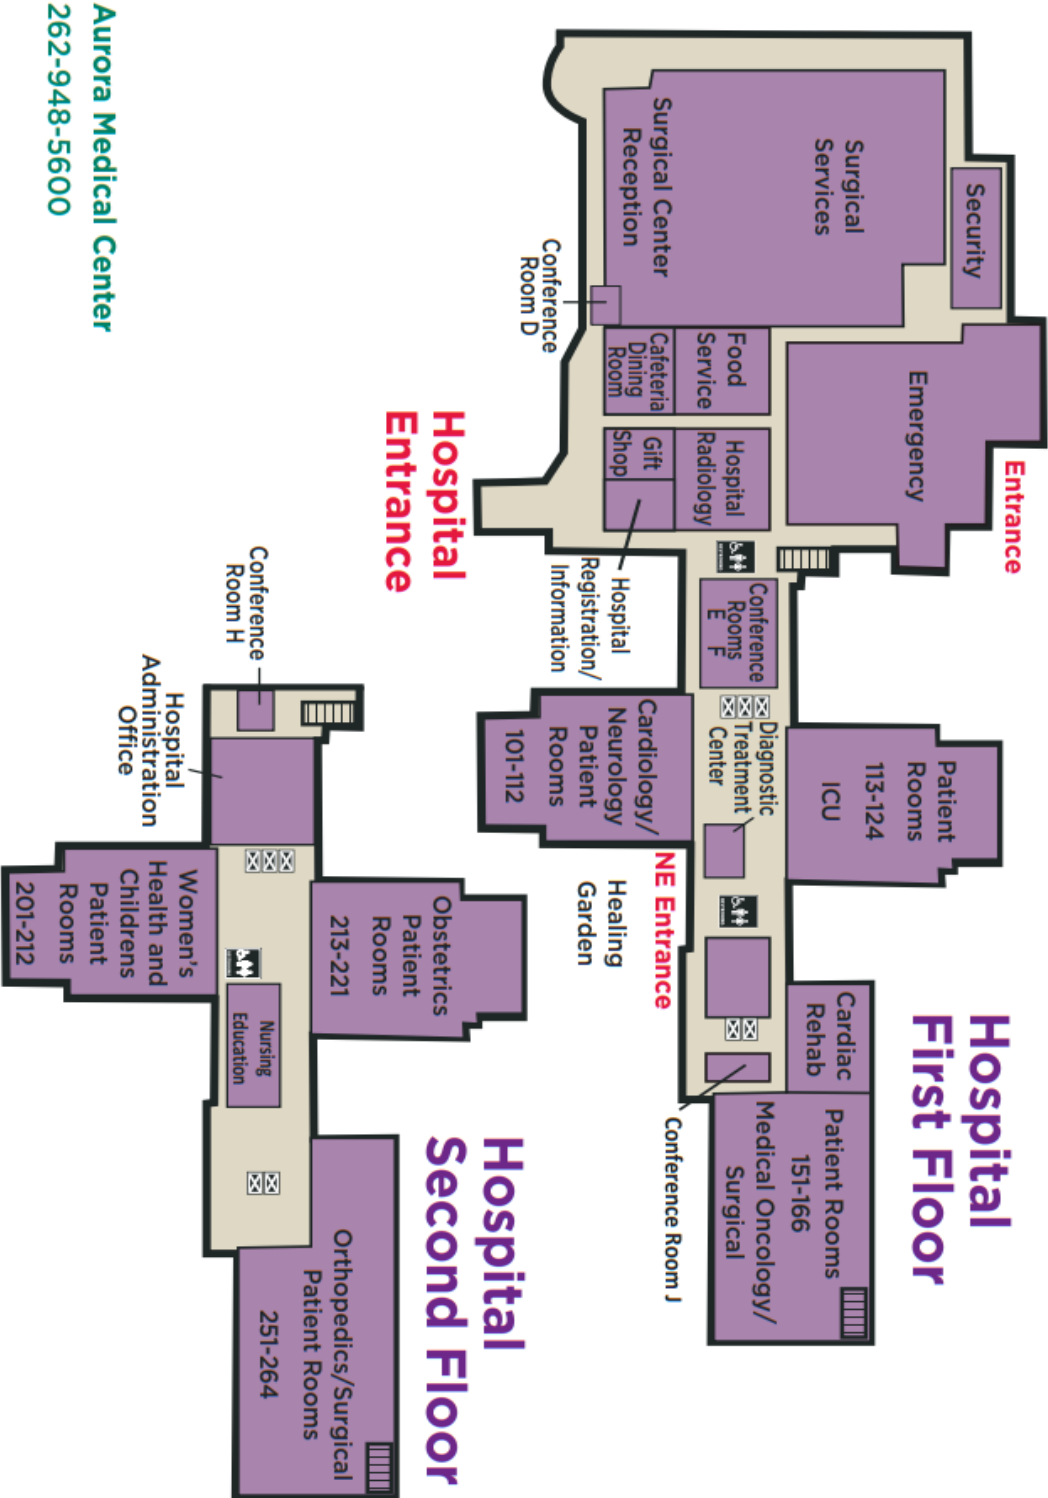 Hospital
First Floor
Security
Surgical
Services
Surgical Center
Reception
Conference
Room D
Food
Service
Cafeteria
Dining
Room
Emergency
Entrance
Hospital
Radiology
Gift
Shop
Hospital
Registration/
Information
Hospital
Entrance
Conference
Rooms
E F
Cardiology/
Neurology
Patient
Rooms
101-112
Diagnostic
Treatment
Center
Patient
Rooms
113-124
ICU
NE Entrance
Healing
Garden
Cardiac
Rehab
Conference Room J
Patient Rooms
151-166
Medical Oncology/
Surgical
Hospital
Second Floor
Conference
Room H
Hospital
Administration
Office
Women's
Health and
Childrens
Patient
Rooms
201-212
Obstetrics
Patient
Rooms
213-221
Nursing
Education
Orthopedics/Surgical
Patient Rooms
251-264
Aurora Medical Center
262-948-5600